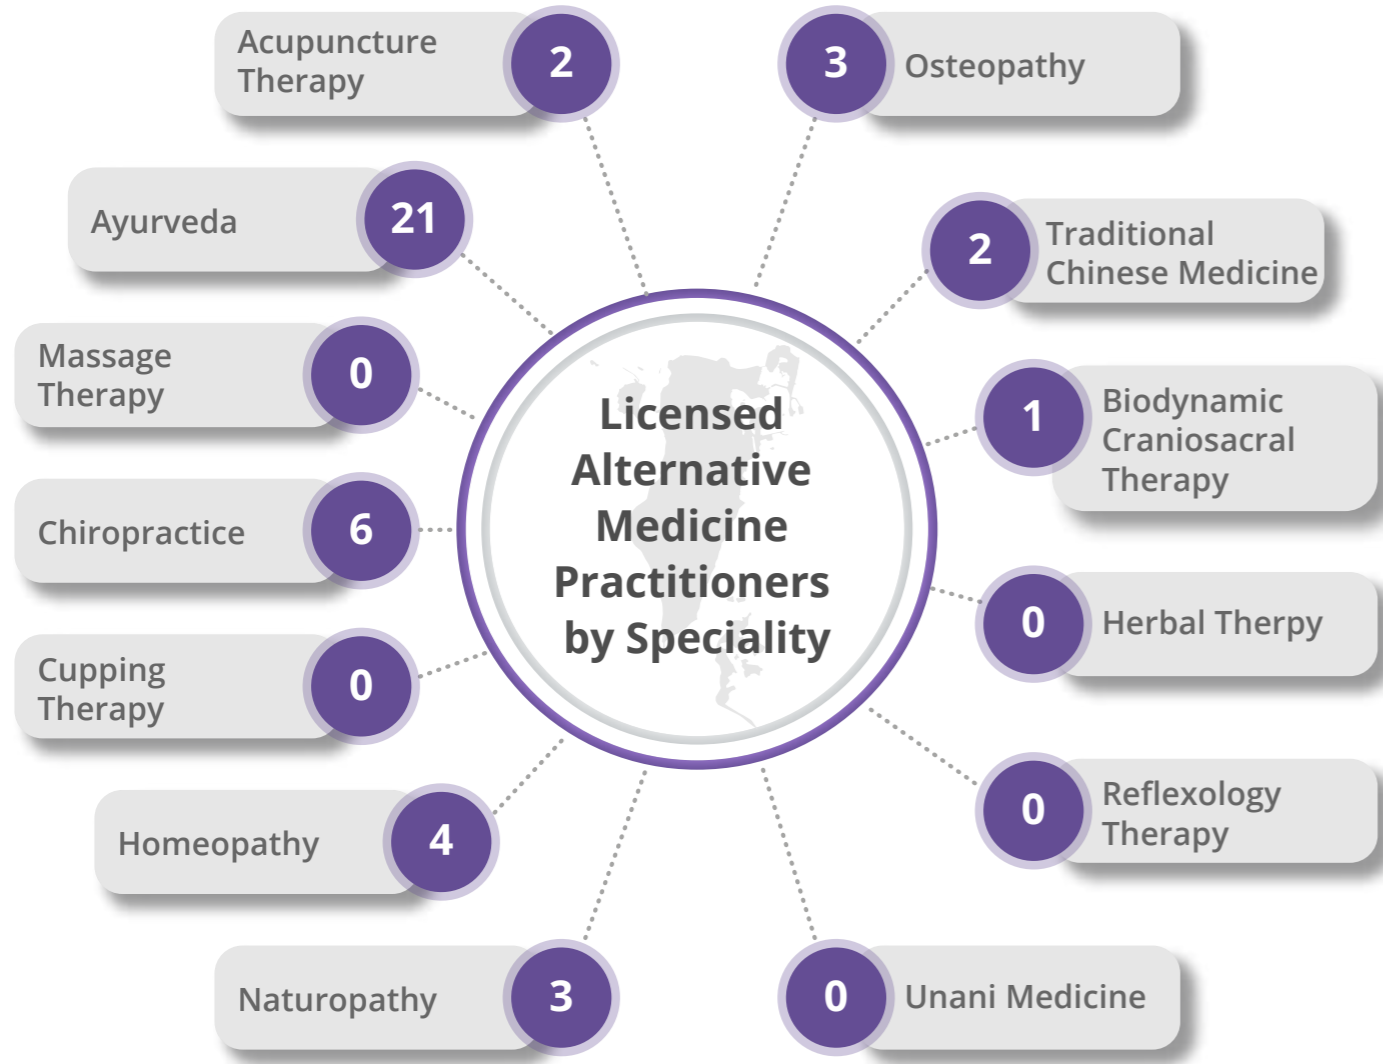 Acupuncture
Therapy
2
3
Osteopathy
Ayurveda
21
2
Traditional
Chinese Medicine
Massage
Therapy
0
1
Biodynamic
Craniosacral
Therapy
Licensed
Alternative
Medicine
Practitioners
by Speciality
Chiropractice
6
0
Herbal Therpy
Cupping
Therapy
0
0
Reflexology
Therapy
Homeopathy
4
Naturopathy
3
0
Unani Medicine